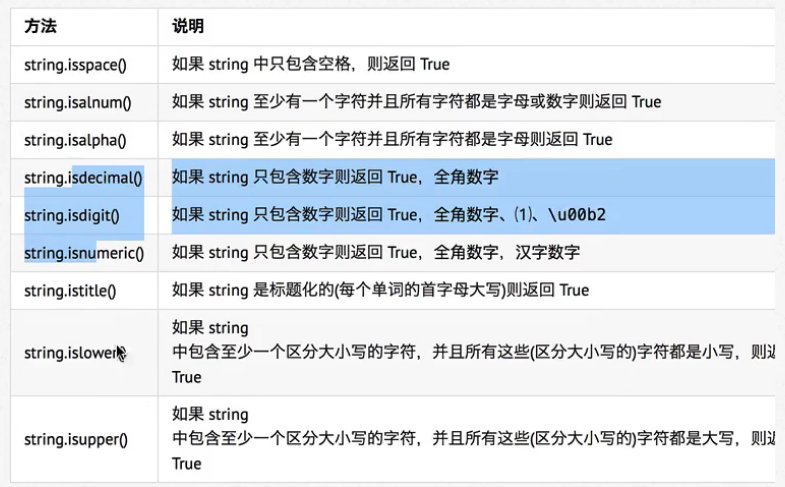 方法 说明
string.isspace() 如果 string 中只包含空格，则返回 True
string.isalnum() 如果 string 至少有一个字符并且所有字符都是字母或数字则返回 True
string.isalpha() 如果 string 至少有一个字符并且所有字符都是字母则返回 True
string.isdecimal() 如果 string 只包含数字则返回 True，全角数字
string.isdigit() 如果 string 只包含数字则返回 True，全角数字、⑴、\u00b2
string.isnumeric() 如果 string 只包含数字则返回 True，全角数字，汉字数字
string.istitle() 如果 string 是标题化的(每个单词的首字母大写)则返回 True
如果 string
string.islower 中包含至少一个区分大小写的字符，并且所有这些(区分大小写的)字符都是小写，则
True
如果 string
string.isupper() 中包含至少一个区分大小写的字符，并且所有这些(区分大小写的)字符都是大写，则
True